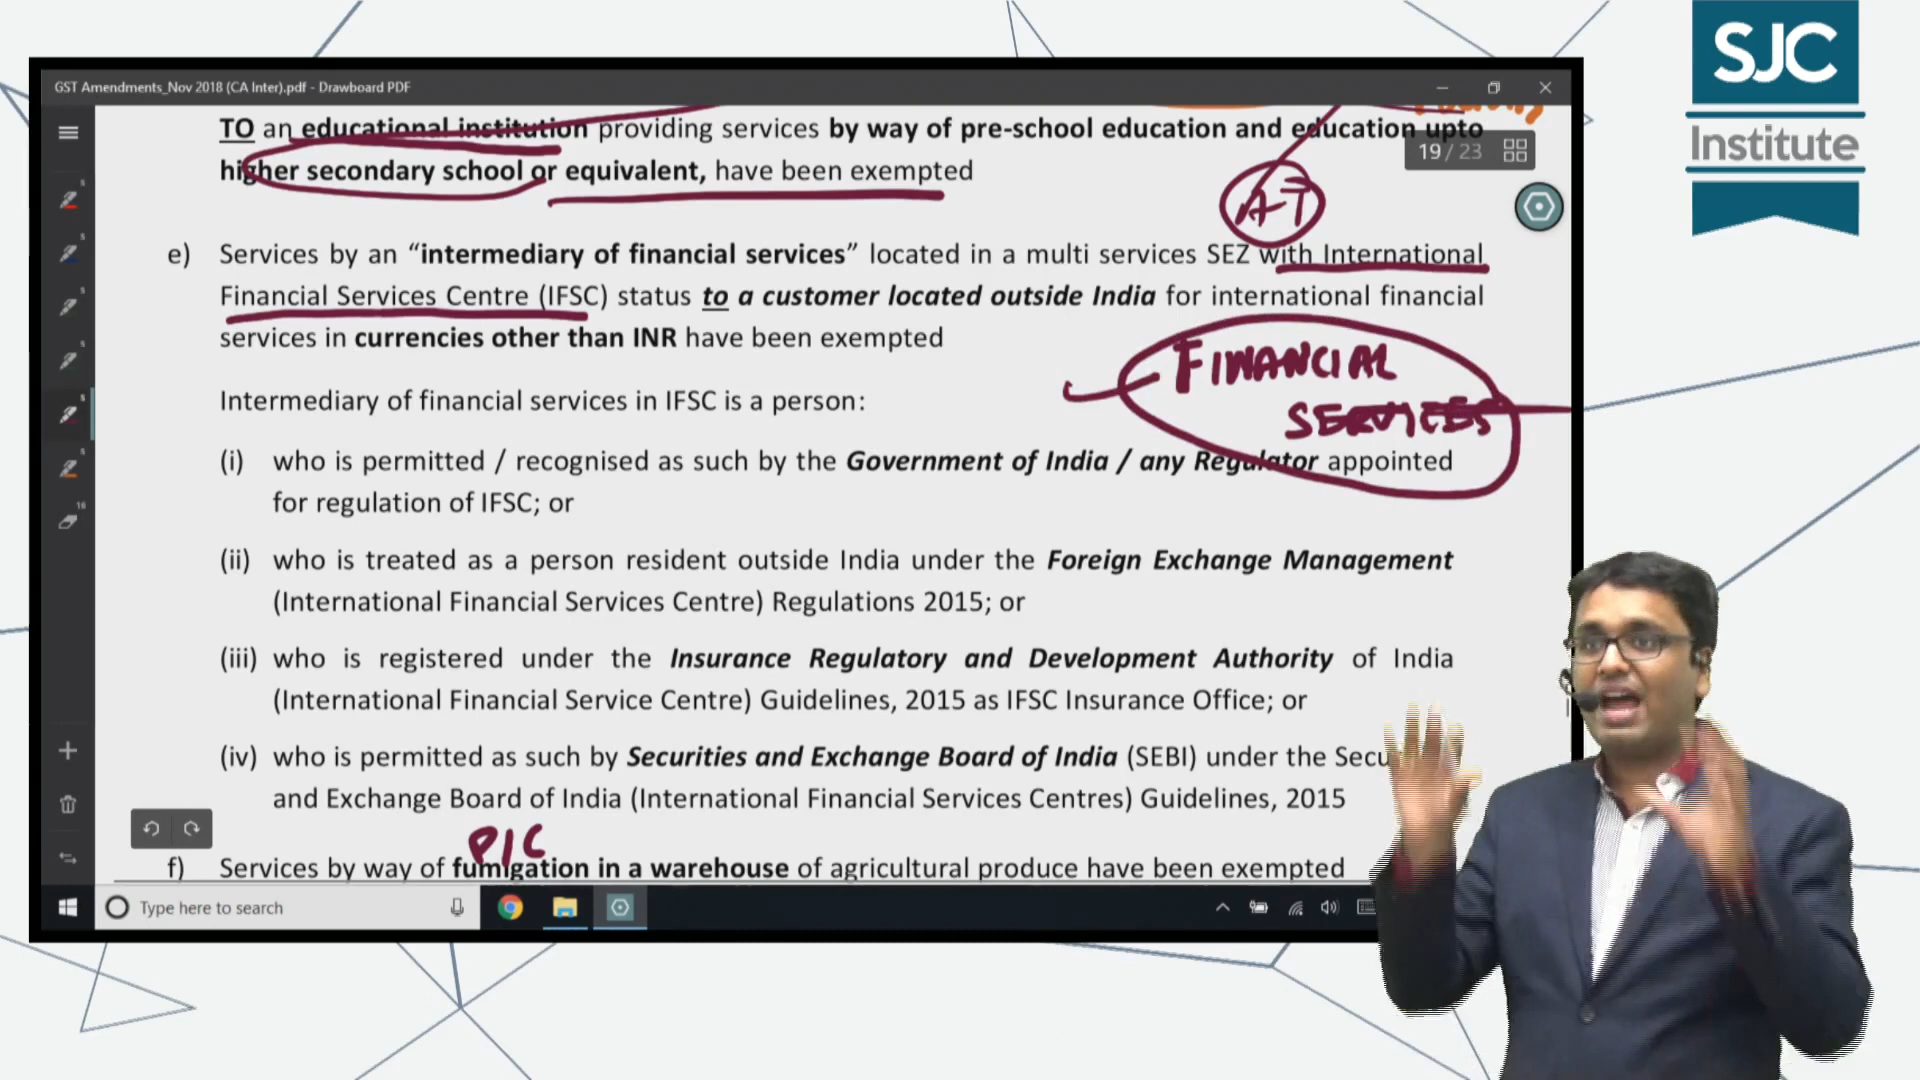 SJC
Institute
GST Amendments_Nov 2018 (CA Inter).pdf - Drawboard PDF
TO an educational institution providing services by way of pre-school education and education upto
higher secondary school or equivalent, have been exempted
19 / 23
A-T
e) Services by an “intermediary of financial services” located in a multi services SEZ with International
Financial Services Centre (IFSC) status to a customer located outside India for international financial
services in currencies other than INR have been exempted
FINANCIAL
SERVICES
Intermediary of financial services in IFSC is a person:
(i) who is permitted / recognised as such by the Government of India / any Regulator appointed
for regulation of IFSC; or
(ii) who is treated as a person resident outside India under the Foreign Exchange Management
(International Financial Services Centre) Regulations 2015; or
(iii) who is registered under the Insurance Regulatory and Development Authority of India
(International Financial Service Centre) Guidelines, 2015 as IFSC Insurance Office; or
(iv) who is permitted as such by Securities and Exchange Board of India (SEBI) under the Secu
and Exchange Board of India (International Financial Services Centres) Guidelines, 2015
P/C
f) Services by way of fumigation in a warehouse of agricultural produce have been exempted
Type here to search
5
5
5
5
5
5
16